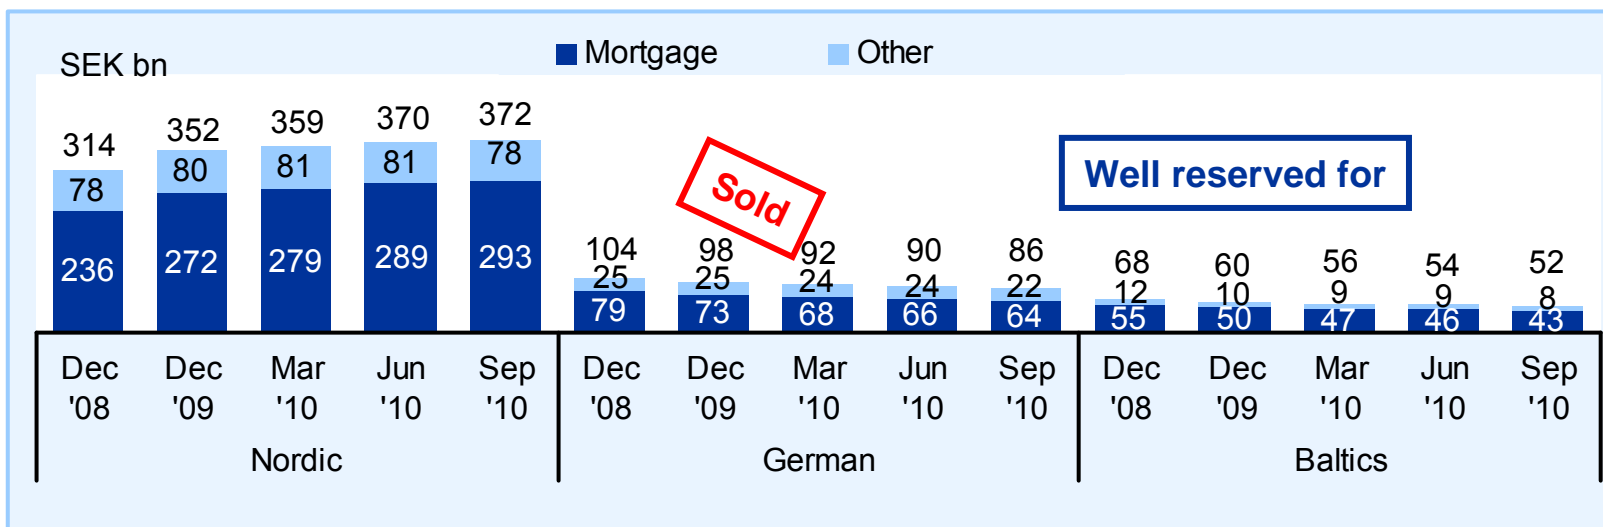 SEK bn
Mortgage Other
314 352 359 370 372
78 80 81 81 78
236 272 279 289 293
Sold
104 98 92 90 86
25 25 24 24 22
79 73 68 66 64
Well reserved for
68 60 56 54 52
12 10 9 9 8
55 50 47 46 43
Dec Dec Mar Jun Sep Dec Dec Mar Jun Sep Dec Dec Mar Jun Sep
'08 '09 '10 '10 '10 '08 '09 '10 '10 '10 '08 '09 '10 '10 '10
Nordic German Baltics